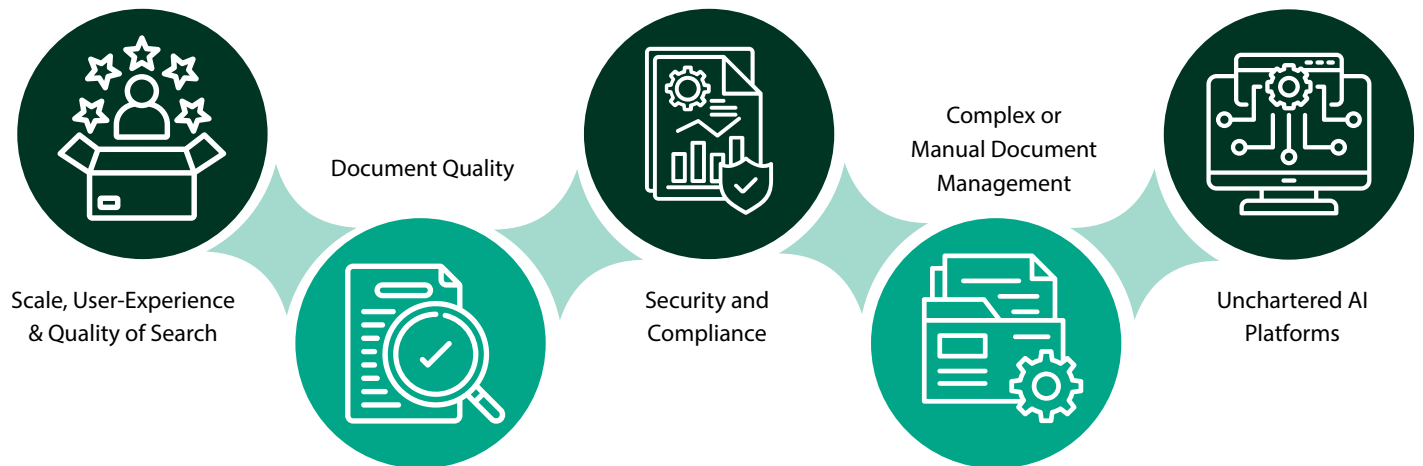 Scale, User-Experience
& Quality of Search
Document Quality
Security and
Compliance
Complex or
Manual Document
Management
Unchartered AI
Platforms